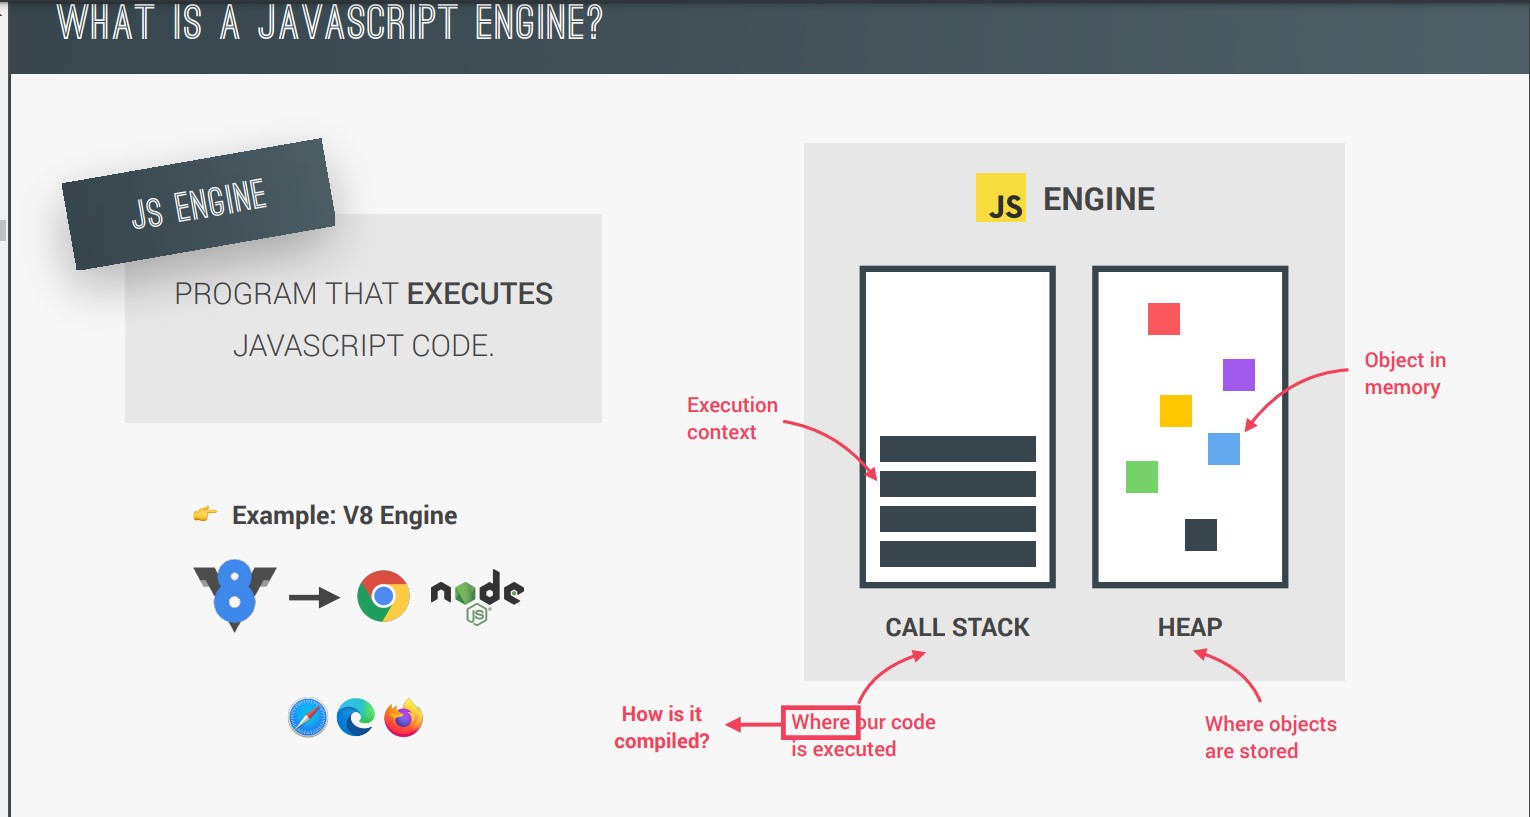 WHAT IS A JAVASCRIPT ENGINE?
JS ENGINE
PROGRAM THAT EXECUTES
JAVASCRIPT CODE.
Example: V8 Engine
8
node
JS
JS ENGINE
Execution
context
Object in
memory
CALL STACK
HEAP
How is it
compiled?
Where our code
is executed
Where objects
are stored